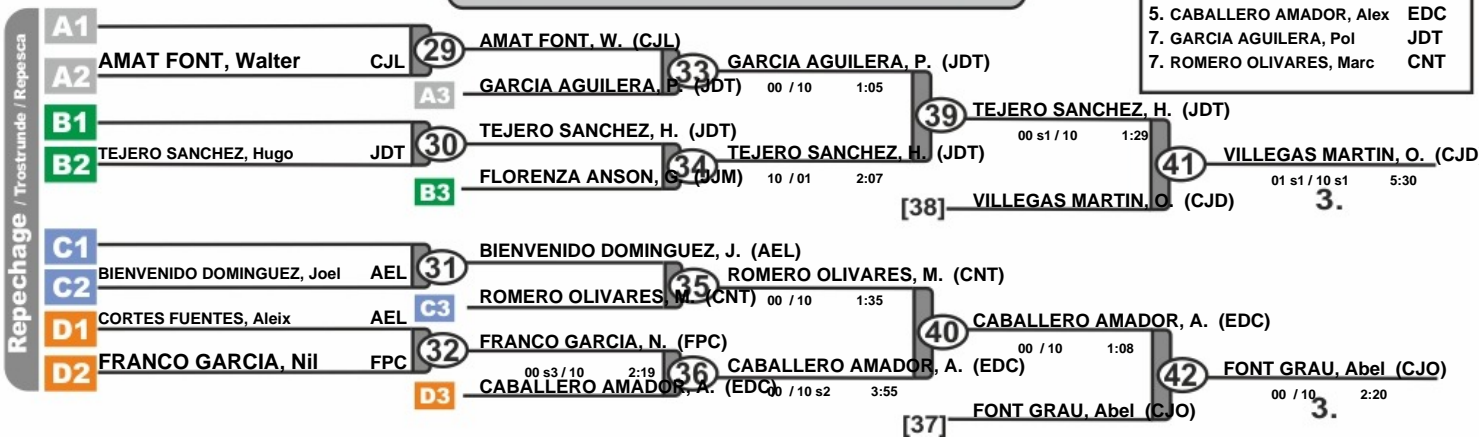 Repechage / Trostrunde / Repesca
5. CABALLERO AMADOR, Alex EDC
7. GARCIA AGUILERA, Pol JDT
7. ROMERO OLIVARES, Marc CNT
A1
A2
AMAT FONT, Walter CJL
29
AMAT FONT, W. (CJL)
A3
GARCIA AGUILERA, P. (JDT)
33
GARCIA AGUILERA, P. (JDT)
00 / 10 1:05
B1
B2
TEJERO SANCHEZ, Hugo JDT
30
TEJERO SANCHEZ, H. (JDT)
B3
FLORENZA ANSON, G. (JJM)
34
TEJERO SANCHEZ, H. (JDT)
10 / 01 2:07
39
TEJERO SANCHEZ, H. (JDT)
00 s1 / 10 1:29
[38]
VILLEGAS MARTIN, O. (CJD)
41
VILLEGAS MARTIN, O. (CJD
01 s1 / 10 s1 5:30
3.
C1
C2
BIENVENIDO DOMINGUEZ, Joel AEL
31
BIENVENIDO DOMINGUEZ, J. (AEL)
C3
ROMERO OLIVARES, M. (CNT)
35
ROMERO OLIVARES, M. (CNT)
00 / 10 1:35
D1
CORTES FUENTES, Aleix AEL
D2
FRANCO GARCIA, Nil FPC
32
FRANCO GARCIA, N. (FPC)
00 s3 / 10 2:19
D3
CABALLERO AMADOR, A. (EDC)
36
CABALLERO AMADOR, A. (EDC)
00 / 10 s2 3:55
40
CABALLERO AMADOR, A. (EDC)
00 / 10 1:08
[37]
FONT GRAU, Abel (CJO)
42
FONT GRAU, Abel (CJO)
00 / 10 2:20
3.